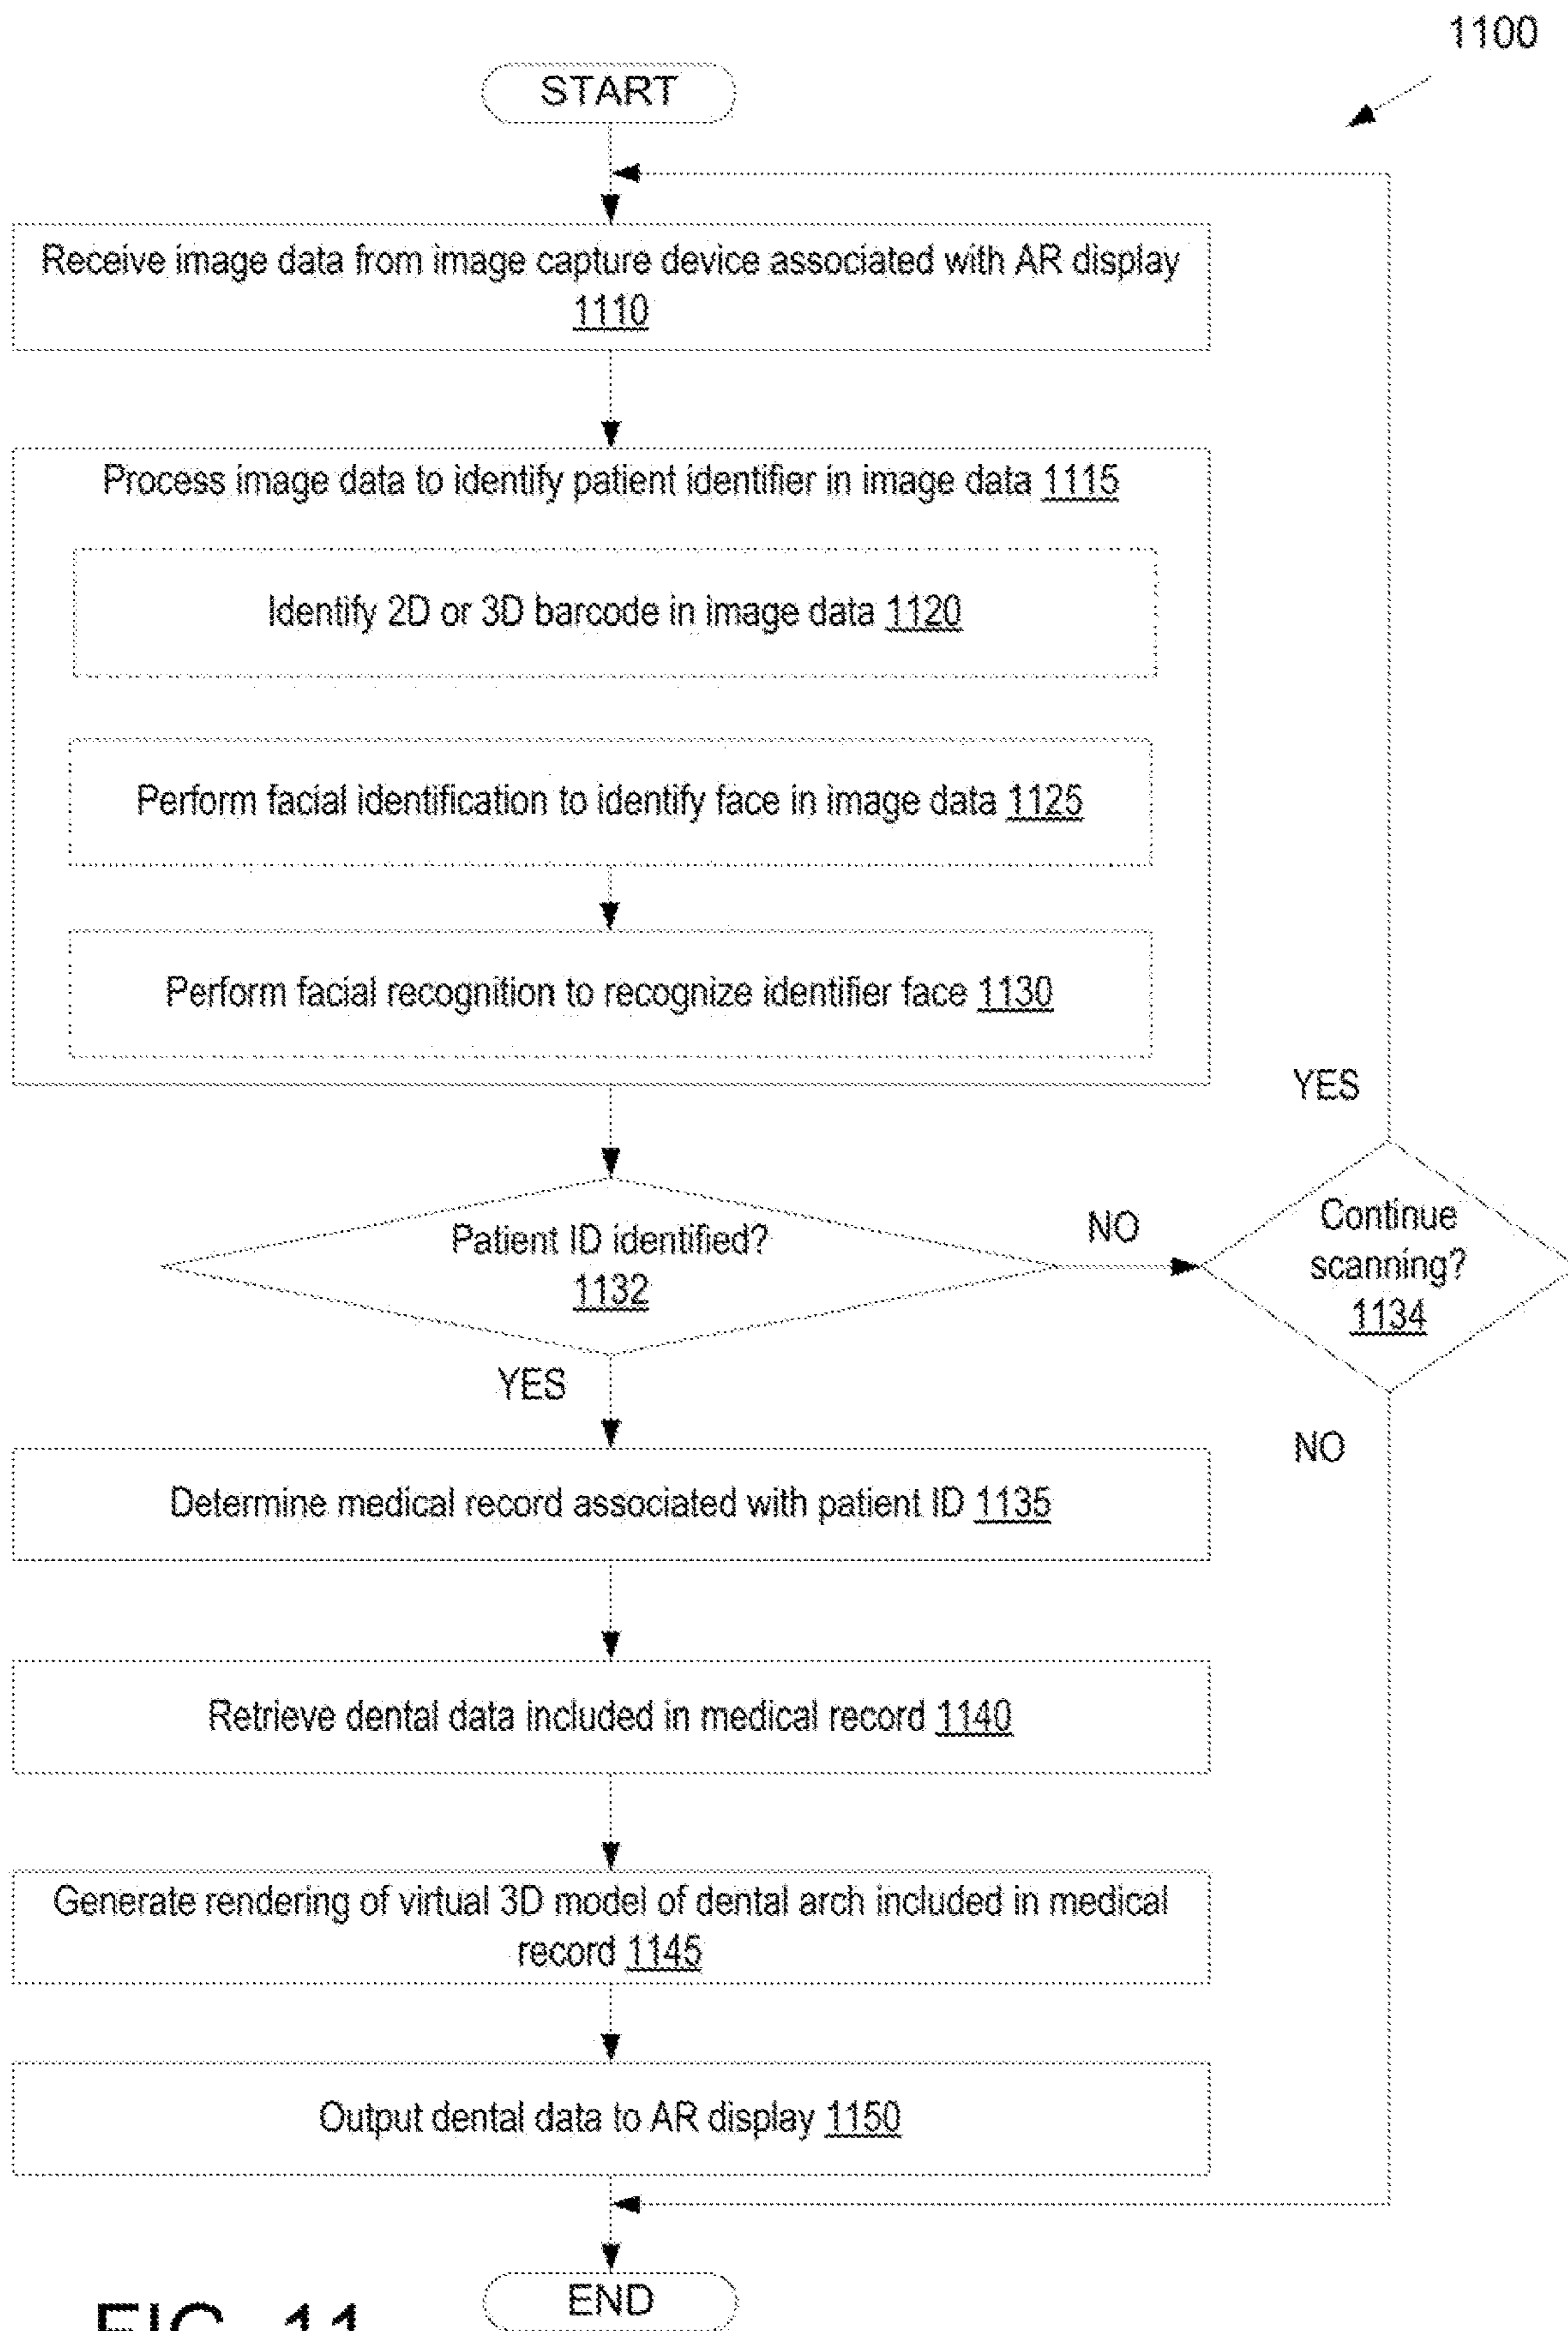 1100
START
Receive image data from image capture device associated with AR display
1110
Process image data to identify patient identifier in image data 1115
Identify 2D or 3D barcode in image data 1120
Perform facial identification to identify face in image data 1125
Perform facial recognition to recognize identifier face 1130
YES
Patient ID identified?
1132
NO
Continue
scanning?
1134
YES
NO
Determine medical record associated with patient ID 1135
Retrieve dental data included in medical record 1140
Generate rendering of virtual 3D model of dental arch included in medical
record 1145
Output dental data to AR display 1150
END
FIG. 11